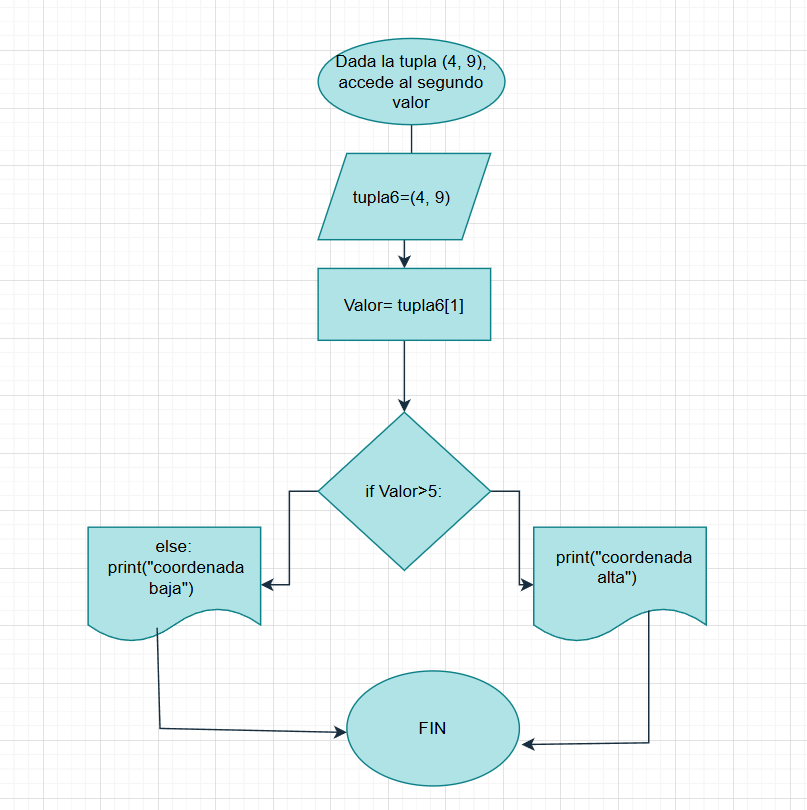 Dada la tupla (4, 9),
accede al segundo
valor
tupla6=(4, 9)
Valor= tupla6[1]
if Valor>5:
else:
print("coordenada
baja")
print("coordenada
alta")
FIN